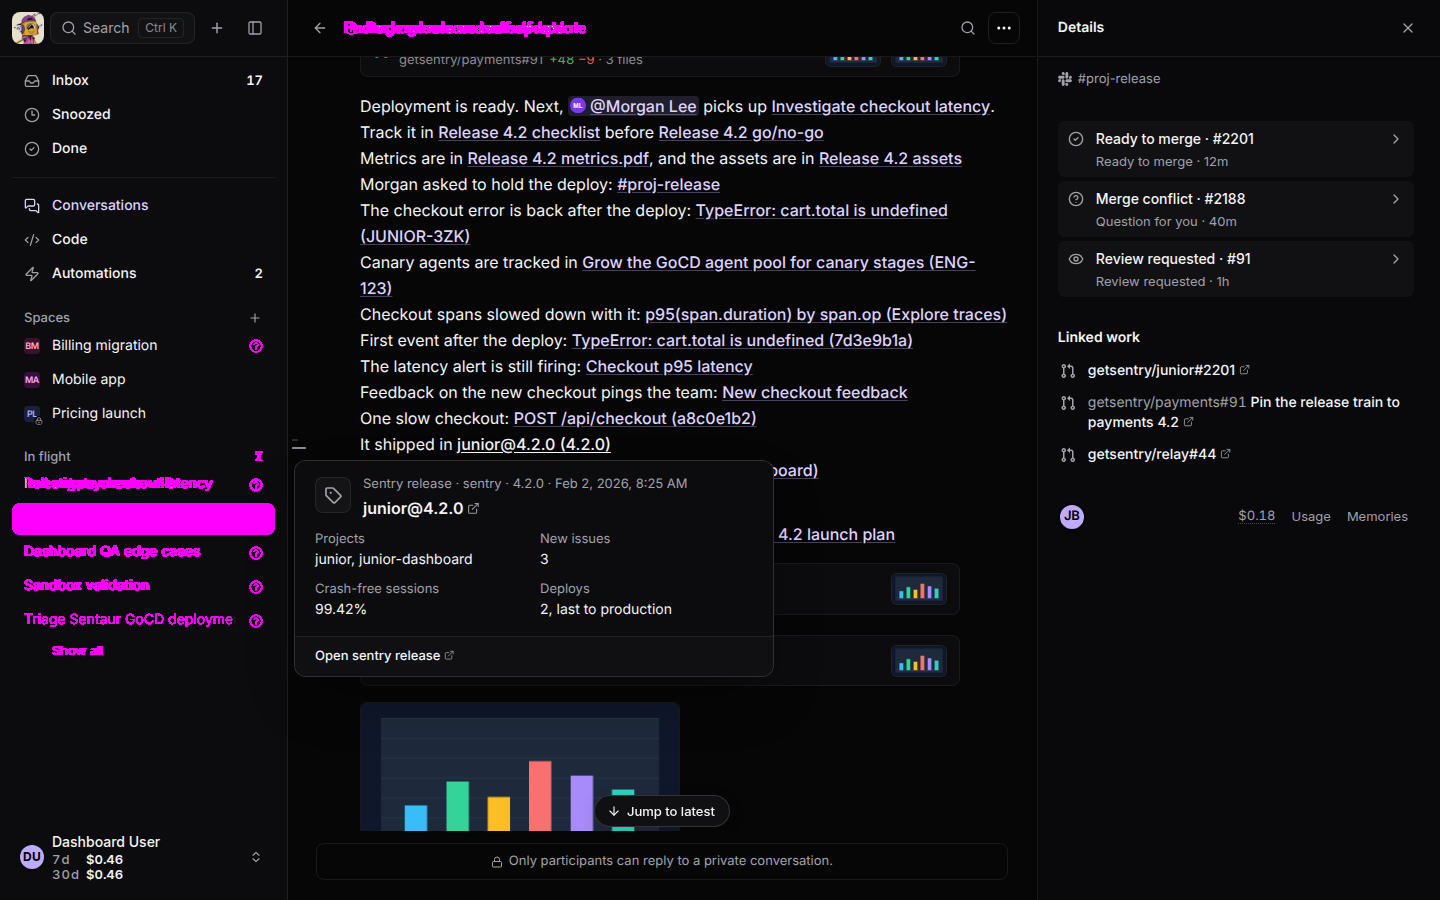 Search Ctrl K
Inbox 17
Snoozed
Done
Conversations
Code
Automations 2
Spaces
BM Billing migration
MA Mobile app
PL Pricing launch
In flight
Dashboard QA edge cases
Sandbox validation
Triage Sentaur GoCD deployme
Show all
DU Dashboard User
7d $0.46
30d $0.46
getsentry/payments#91 +48 −9 · 3 files
Deployment is ready. Next, ML @Morgan Lee picks up Investigate checkout latency.
Track it in Release 4.2 checklist before Release 4.2 go/no-go
Metrics are in Release 4.2 metrics.pdf, and the assets are in Release 4.2 assets
Morgan asked to hold the deploy: #proj-release
The checkout error is back after the deploy: TypeError: cart.total is undefined
(JUNIOR-3ZK)
Canary agents are tracked in Grow the GoCD agent pool for canary stages (ENG-
123)
Checkout spans slowed down with it: p95(span.duration) by span.op (Explore traces)
First event after the deploy: TypeError: cart.total is undefined (7d3e9b1a)
The latency alert is still firing: Checkout p95 latency
Feedback on the new checkout pings the team: New checkout feedback
One slow checkout: POST /api/checkout (a8c0e1b2)
It shipped in junior@4.2.0 (4.2.0)
oard)
4.2 launch plan
Sentry release · sentry · 4.2.0 · Feb 2, 2026, 8:25 AM
junior@4.2.0
Projects
junior, junior-dashboard
New issues
3
Crash-free sessions
99.42%
Deploys
2, last to production
Open sentry release
Jump to latest
Only participants can reply to a private conversation.
Details
#proj-release
Ready to merge · #2201
Ready to merge · 12m
Merge conflict · #2188
Question for you · 40m
Review requested · #91
Review requested · 1h
Linked work
getsentry/junior#2201
getsentry/payments#91 Pin the release train to
payments 4.2
getsentry/relay#44
JB $0.18 Usage Memories